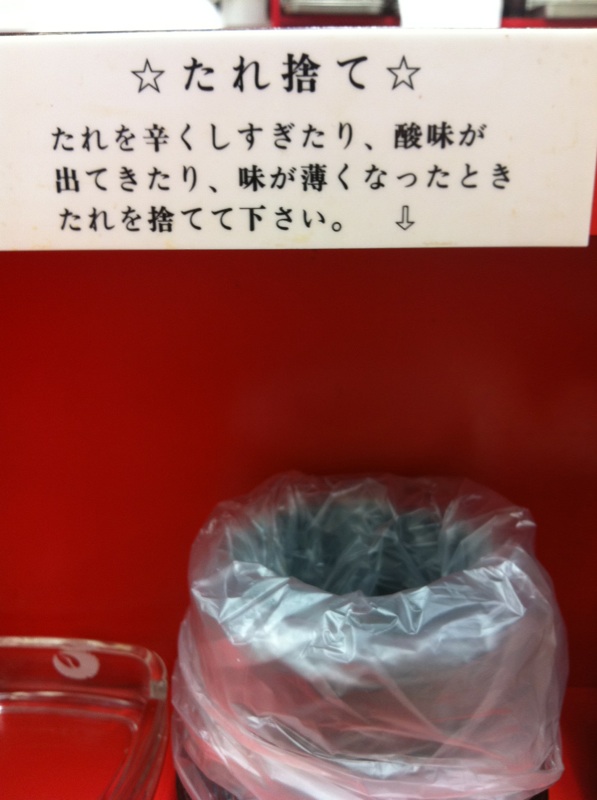 ☆たれ捨て☆
たれを辛くしすぎたり、酸味が
出てきたり、味が薄くなったとき
たれを捨てて下さい。 ⇩